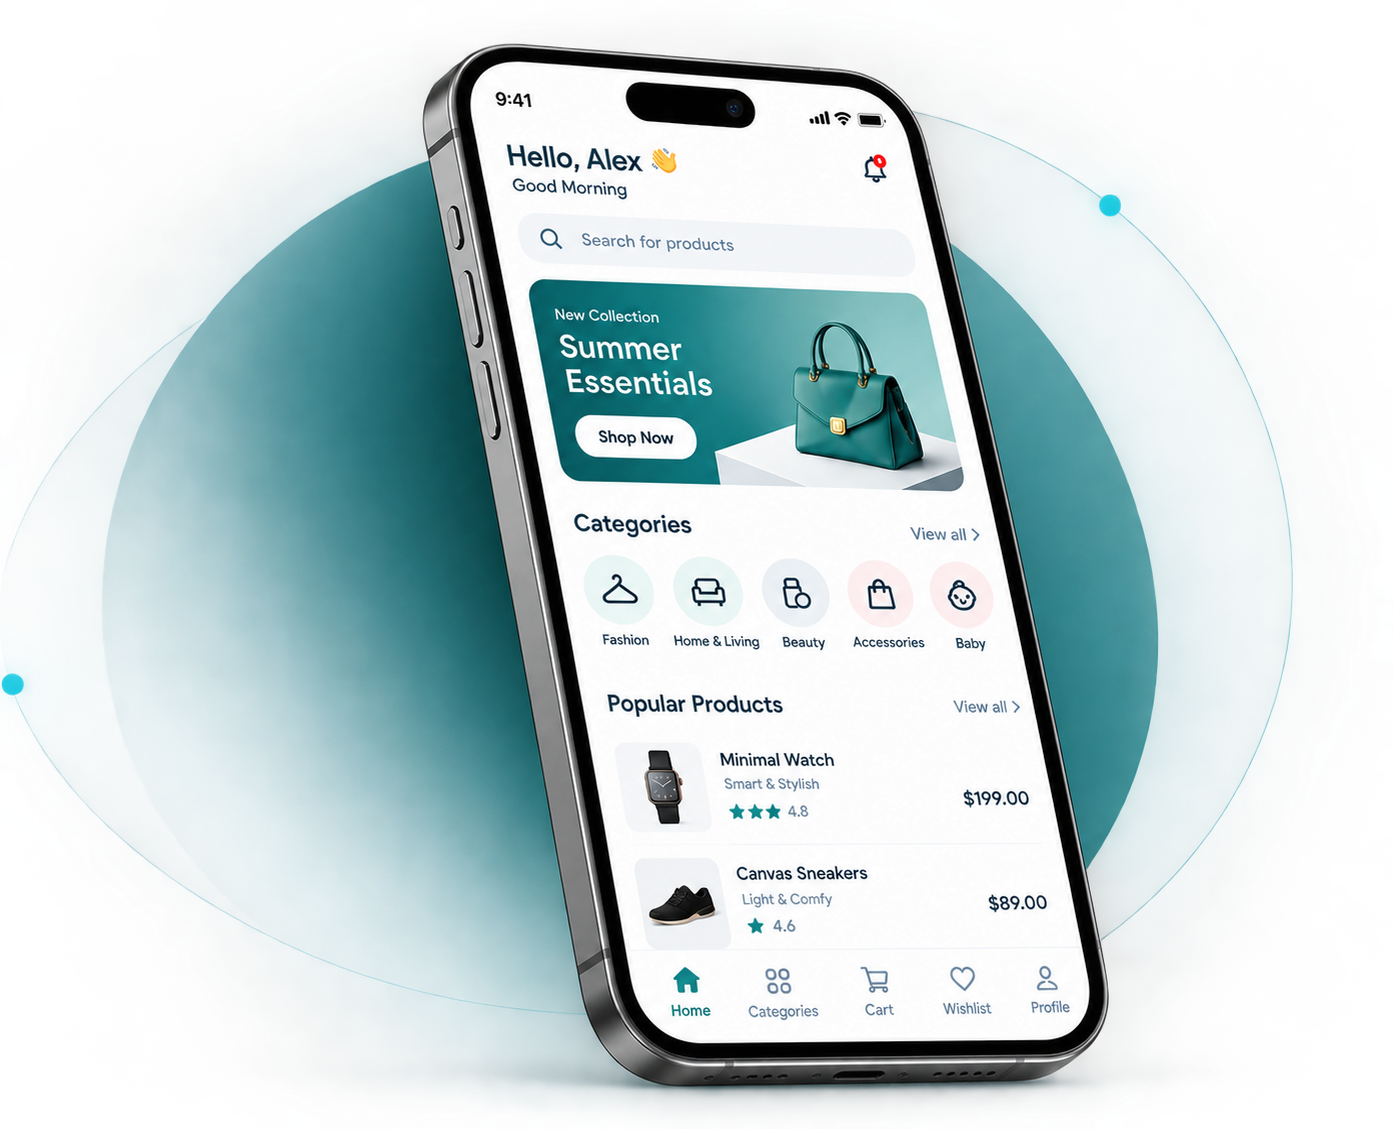 9:41
Hello, Alex 👋
Good Morning
Search for products
New Collection
Summer
Essentials
Shop Now
Categories
View all
Fashion
Home & Living
Beauty
Accessories
Baby
Popular Products
View all
Minimal Watch
Smart & Stylish
4.8
$199.00
Canvas Sneakers
Light & Comfy
4.6
$89.00
Home
Categories
Cart
Wishlist
Profile